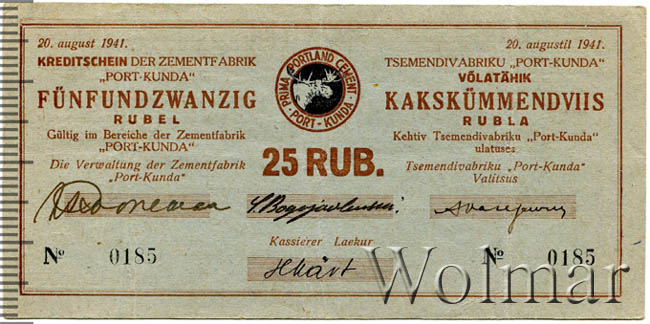 20. august 1941.
KREDITSCHEIN DER ZEMENTFABRIK
„PORT-KUNDA“
FÜNFUNDZWANZIG
RUBEL
Gültig im Bereiche der Zementfabrik
„Port-Kunda“
Die Verwaltung der Zementfabrik
„Port-Kunda“
PRIMA PORTLAND CEMENT
PORT-KUNDA
25 RUB.
20. augustil 1941.
TSEMENDIVABRIKU „PORT-KUNDA“
VÕLATÄHIK
KAKSKÜMMENDVIIS
RUBLA
Kehtiv Tsemendivabriku „Port-Kunda“
ulatuses
Tsemendivabriku „Port-Kunda“
Valitsus
№ 0185
Kassierer Laekur
№ 0185
Wolmar